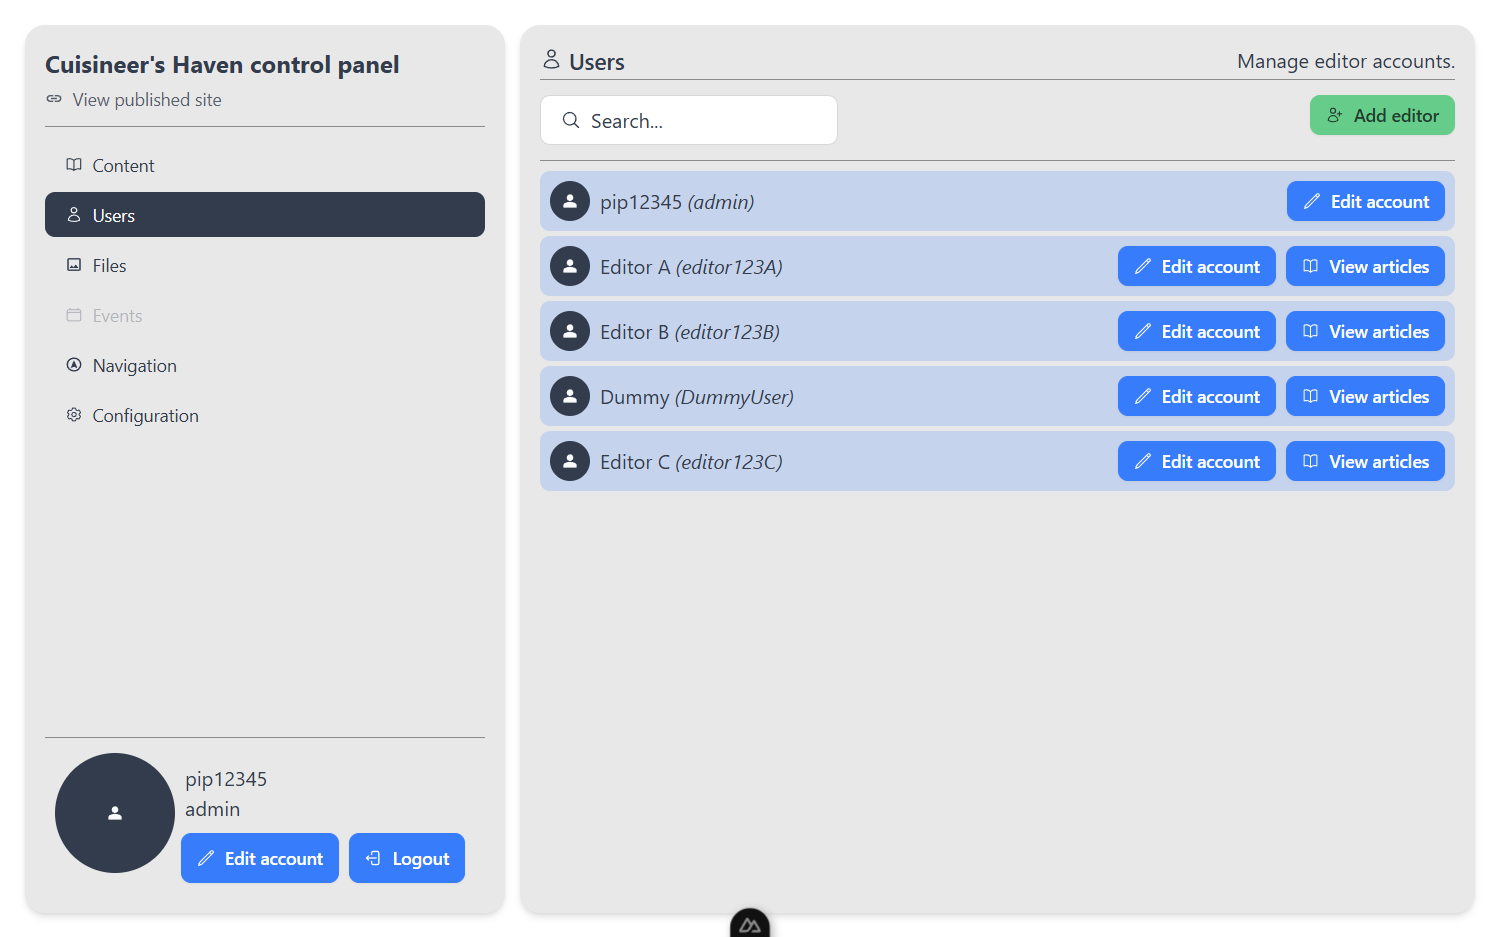 Cuisineer's Haven control panel
View published site
Content
Users
Files
Events
Navigation
Configuration
pip12345
admin
Edit account
Logout
Users
Manage editor accounts.
Search...
Add editor
pip12345 (admin)
Edit account
Editor A (editor123A)
Edit account
View articles
Editor B (editor123B)
Edit account
View articles
Dummy (DummyUser)
Edit account
View articles
Editor C (editor123C)
Edit account
View articles